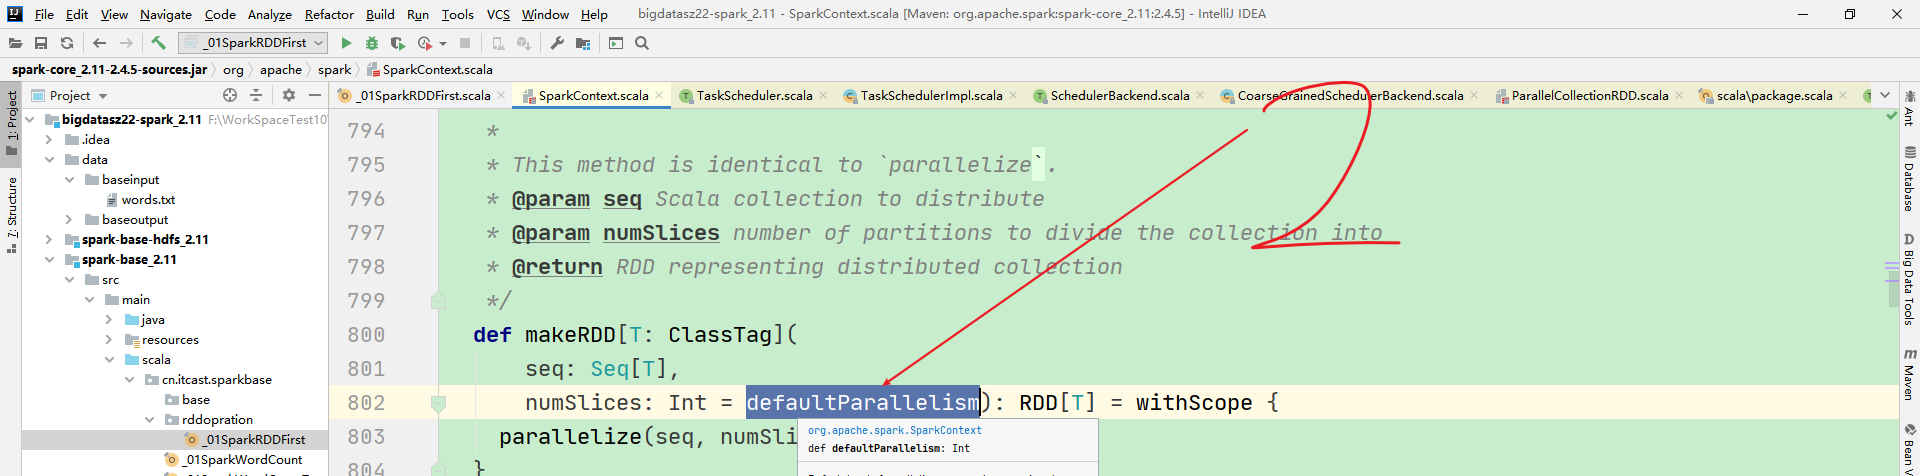 File Edit View Navigate Code Analyze Refactor Build Run Tools VCS Window Help bigdatasz22-spark_2.11 - SparkContext.scala [Maven: org.apache.spark:spark-core_2.11:2.4.5] - IntelliJ IDEA
_01SparkRDDFirst
spark-core_2.11-2.4.5-sources.jar org apache spark SparkContext.scala
Project _01SparkRDDFirst.scala SparkContext.scala TaskScheduler.scala TaskSchedulerImpl.scala SchedulerBackend.scala CoarseGrainedSchedulerBackend.scala ParallelCollectionRDD.scala scala\package.scala
1: Project
7: Structure
bigdatasz22-spark_2.11 F:\WorkSpaceTest10
.idea
data
baseinput
words.txt
baseoutput
spark-base-hdfs_2.11
spark-base_2.11
src
main
java
resources
scala
cn.itcast.sparkbase
base
rddopration
_01SparkRDDFirst
_01SparkWordCount
794 *
795 * This method is identical to `parallelize`.
796 * @param seq Scala collection to distribute
797 * @param numSlices number of partitions to divide the collection into
798 * @return RDD representing distributed collection
799 */
800 def makeRDD[T: ClassTag](
801 seq: Seq[T],
802 numSlices: Int = defaultParallelism): RDD[T] = withScope {
803 parallelize(seq, numSli
804 }
org.apache.spark.SparkContext
def defaultParallelism: Int
2
Ant
Database
D Big Data Tools
m Maven
Bean V